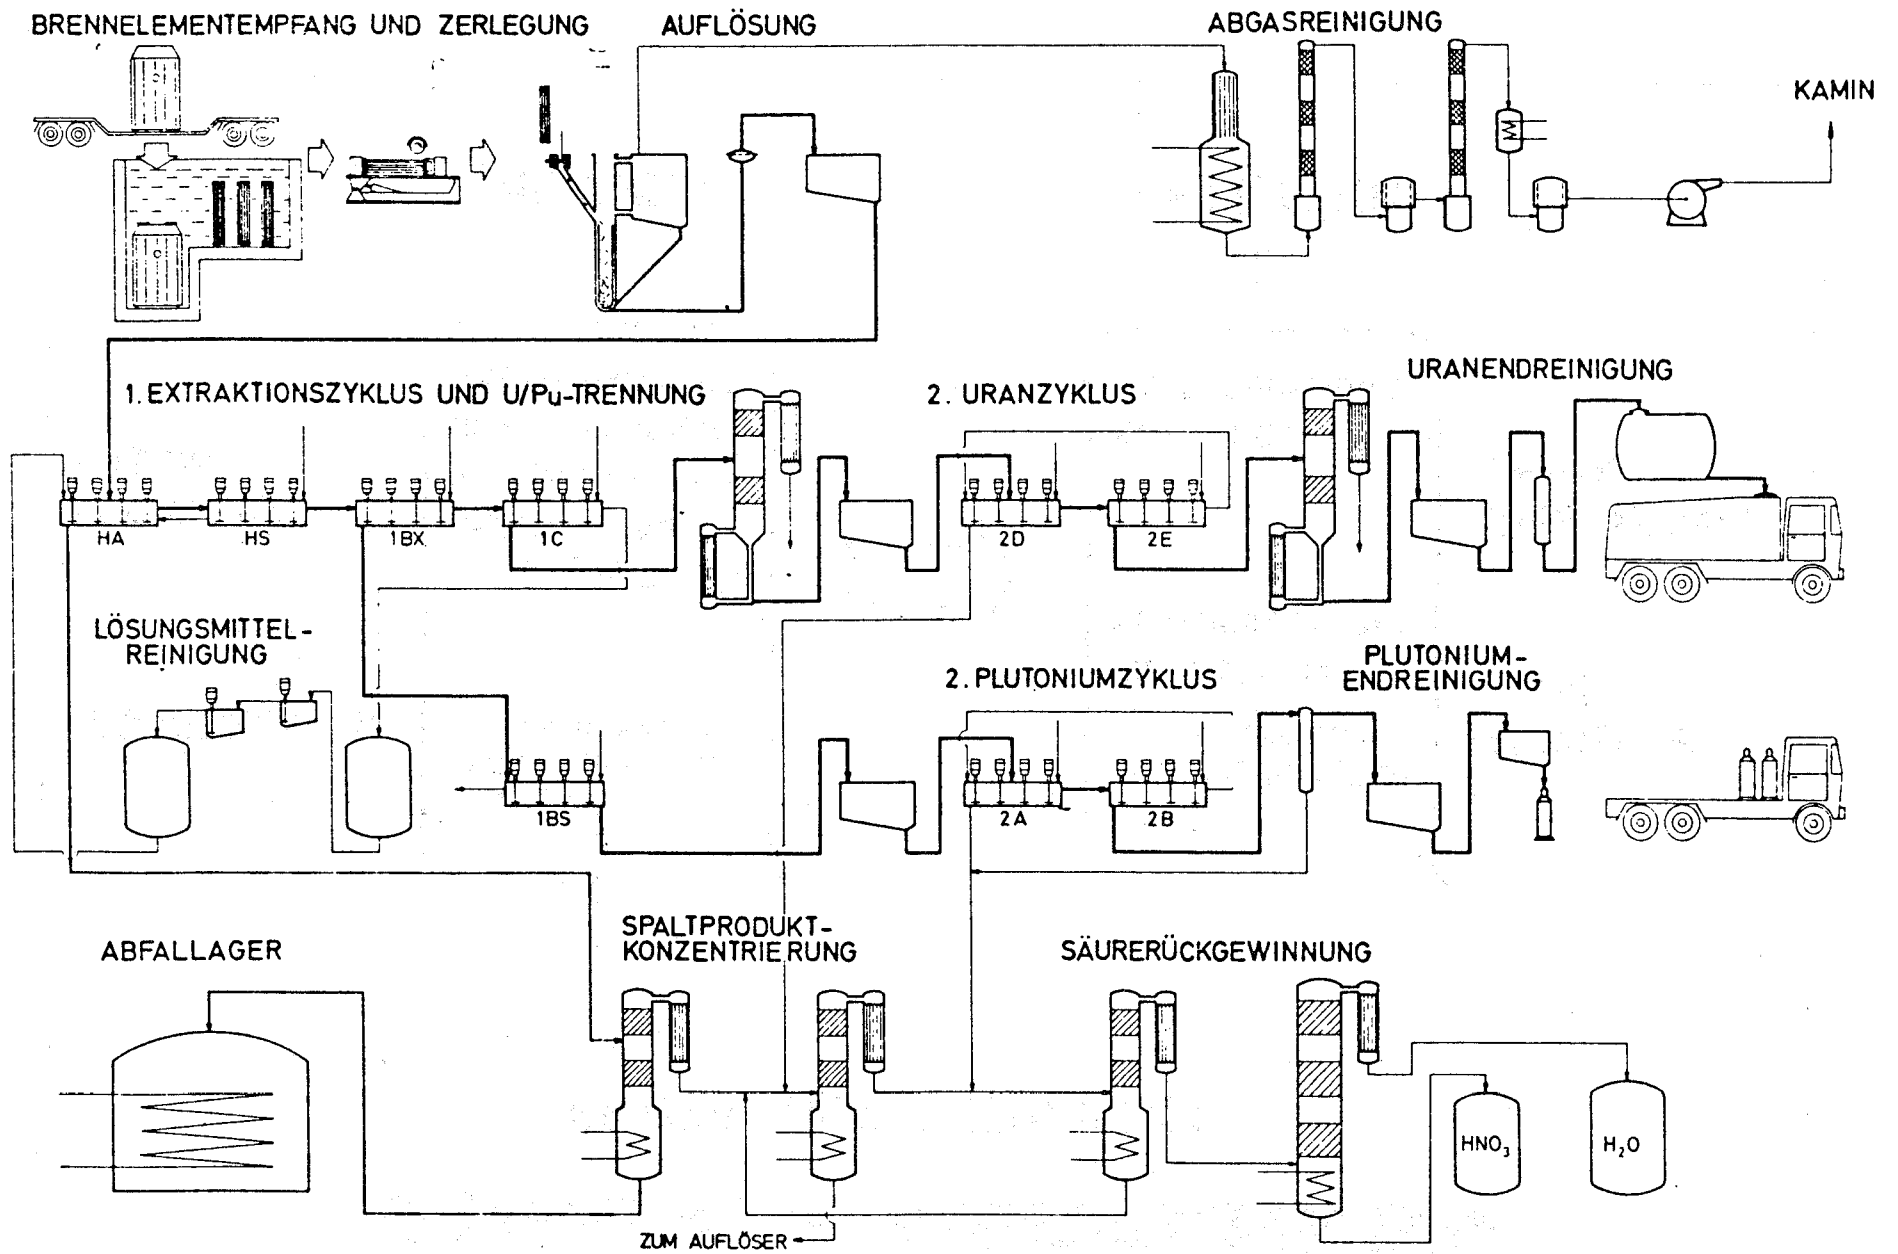 BRENNELEMENTEMPFANG UND ZERLEGUNG
AUFLÖSUNG
ABGASREINIGUNG
KAMIN
1. EXTRAKTIONSZYKLUS UND U/Pu-TRENNUNG
2. URANZYKLUS
URANENDREINIGUNG
HA
HS
1BX
1C
2D
2E
LÖSUNGSMITTEL-
REINIGUNG
2. PLUTONIUMZYKLUS
PLUTONIUM-
ENDREINIGUNG
1BS
2A
2B
ABFALLAGER
SPALTPRODUKT-
KONZENTRIERUNG
SÄURERÜCKGEWINNUNG
HNO₃
H₂O
ZUM AUFLÖSER